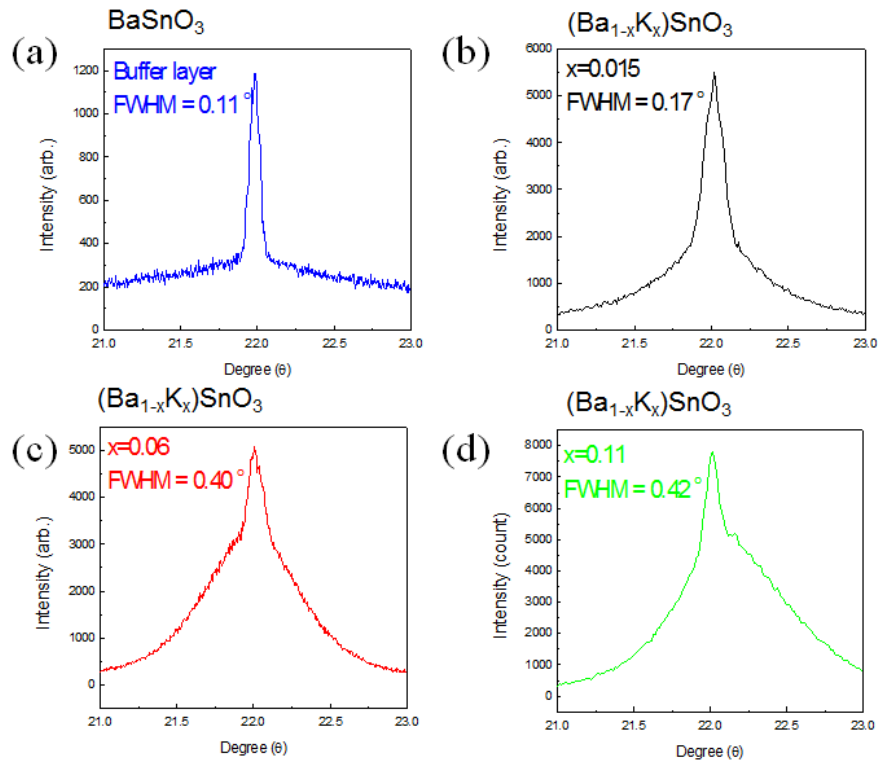 BaSnO₃
(a)
Buffer layer
FWHM = 0.11°
1200
1000
800
600
400
200
0
Intensity (arb.)
21.0 21.5 22.0 22.5 23.0
Degree (θ)
(Ba₁₋ₓKₓ)SnO₃
(b)
x=0.015
FWHM = 0.17°
6000
5000
4000
3000
2000
1000
0
Intensity (arb.)
21.0 21.5 22.0 22.5 23.0
Degree (θ)
(Ba₁₋ₓKₓ)SnO₃
(c)
x=0.06
FWHM = 0.40°
5000
4000
3000
2000
1000
0
Intensity (arb.)
21.0 21.5 22.0 22.5 23.0
Degree (θ)
(Ba₁₋ₓKₓ)SnO₃
(d)
x=0.11
FWHM = 0.42°
8000
7000
6000
5000
4000
3000
2000
1000
0
Intensity (count)
21.0 21.5 22.0 22.5 23.0
Degree (θ)